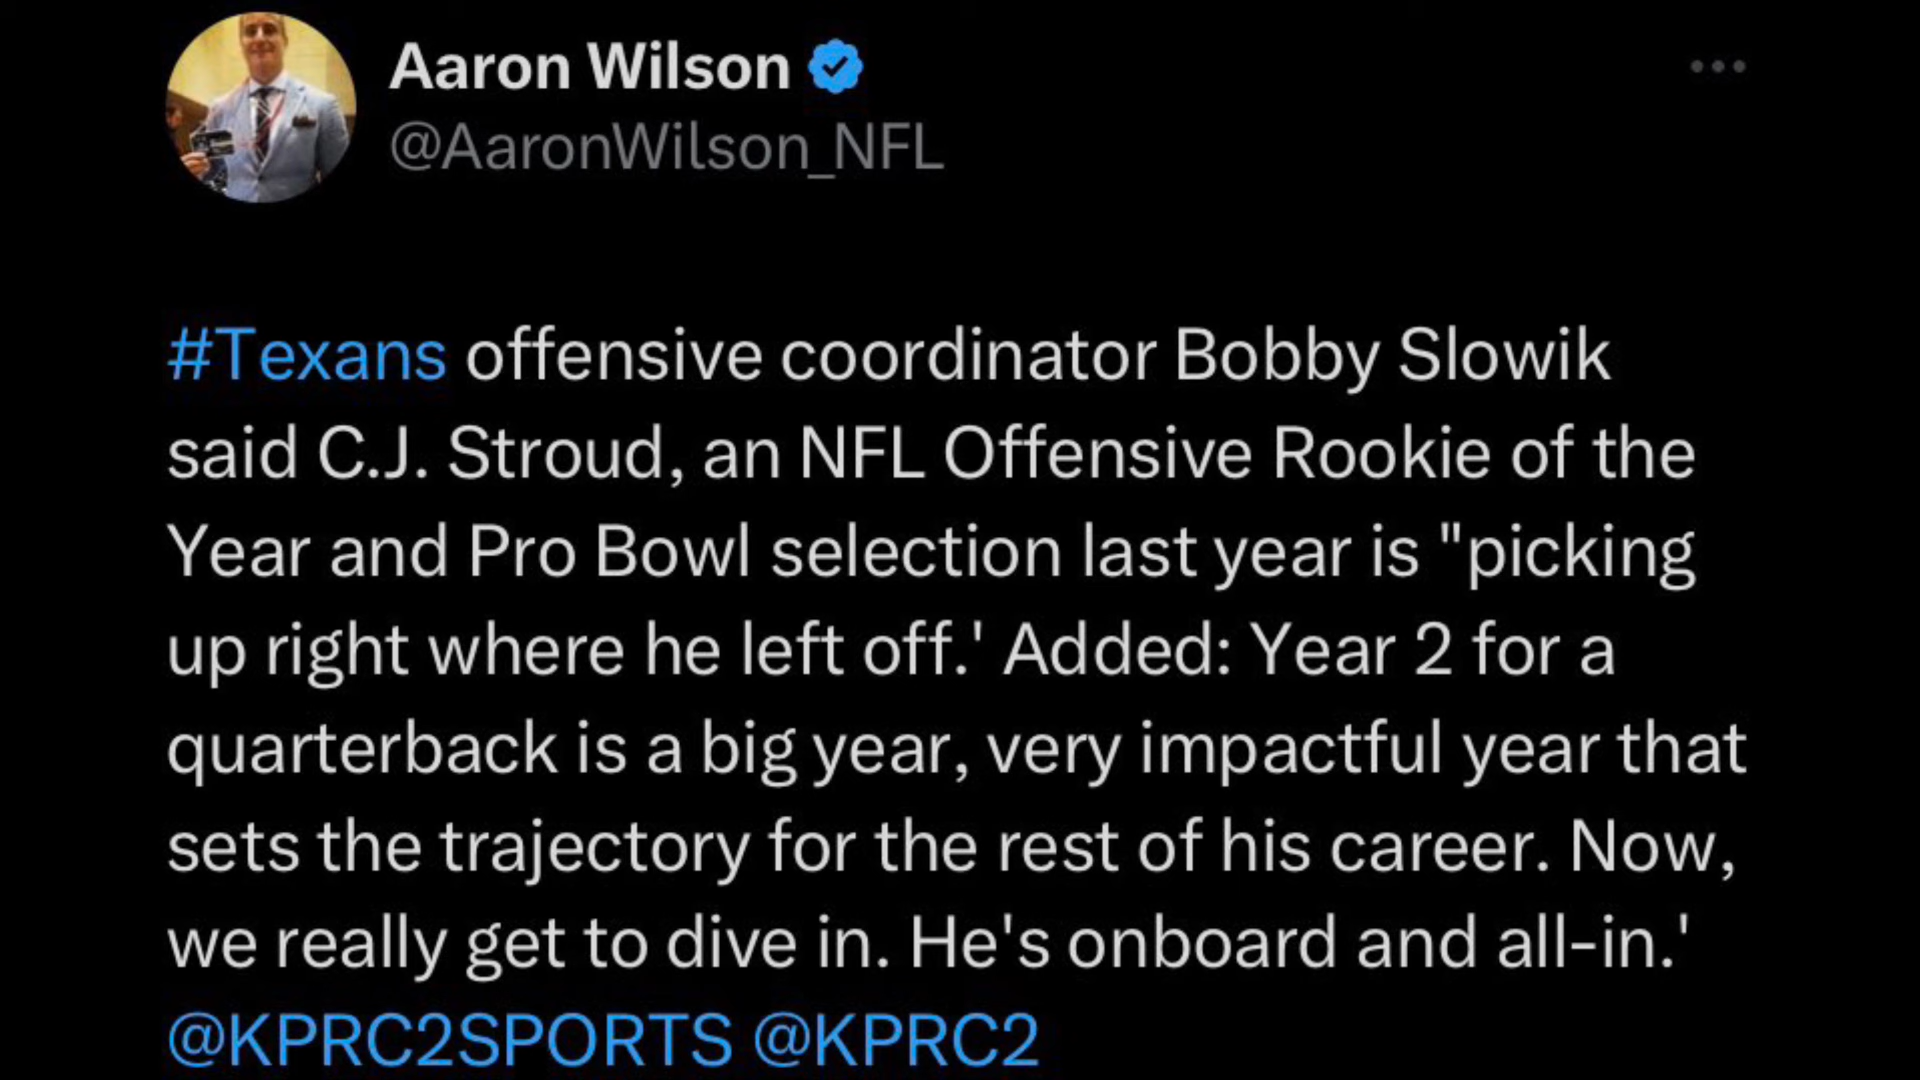 Aaron Wilson
@AaronWilson_NFL
#Texans offensive coordinator Bobby Slowik
said C.J. Stroud, an NFL Offensive Rookie of the
Year and Pro Bowl selection last year is "picking
up right where he left off.' Added: Year 2 for a
quarterback is a big year, very impactful year that
sets the trajectory for the rest of his career. Now,
we really get to dive in. He's onboard and all-in.'
@KPRC2SPORTS @KPRC2